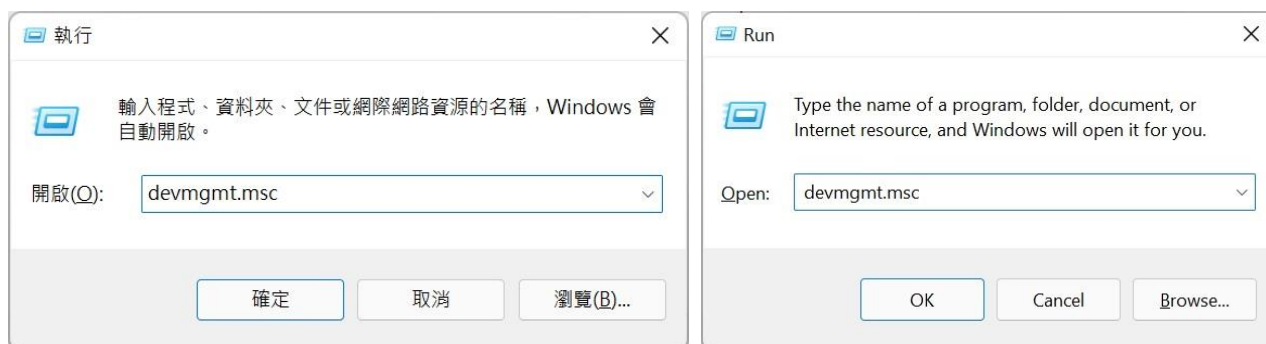 執行
輸入程式、資料夾、文件或網際網路資源的名稱，Windows 會
自動開啟。
開啟(O):
devmgmt.msc
確定
取消
瀏覽(B)...
Run
Type the name of a program, folder, document, or
Internet resource, and Windows will open it for you.
Open:
devmgmt.msc
OK
Cancel
Browse...